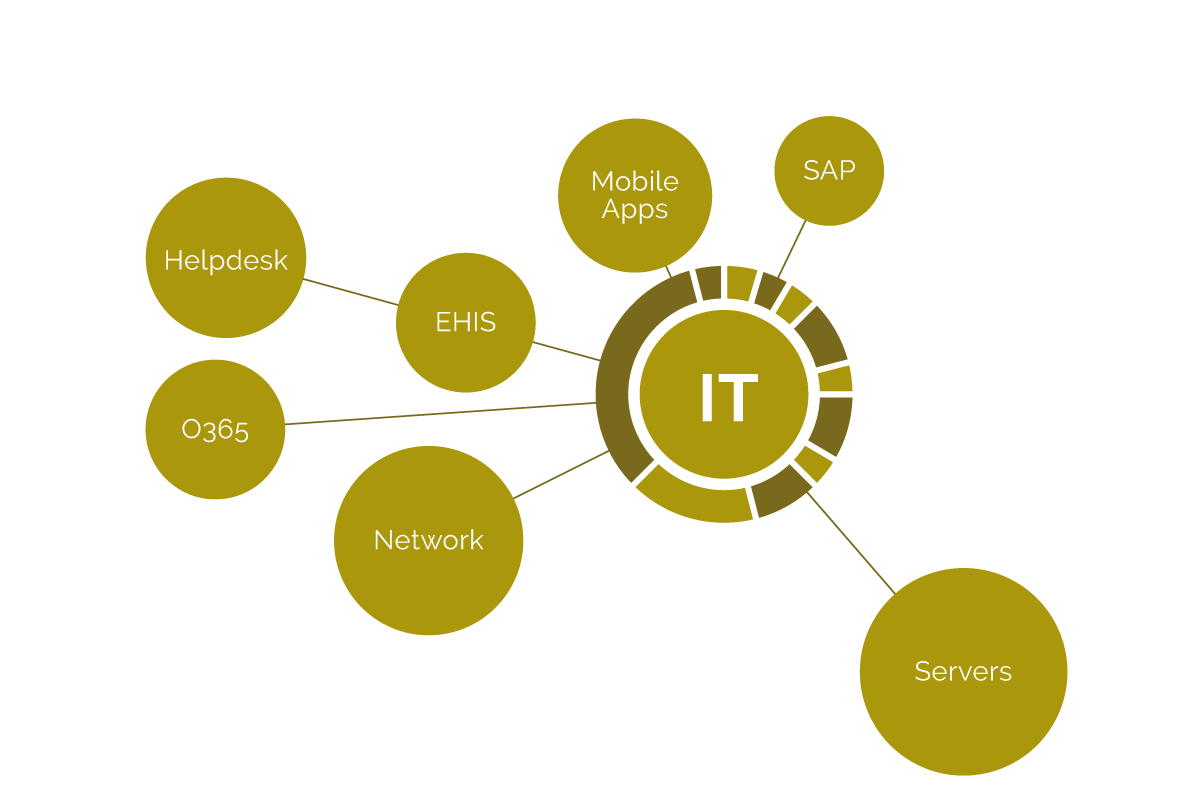 Mobile
Apps
SAP
Helpdesk
EHIS
IT
O365
Network
Servers